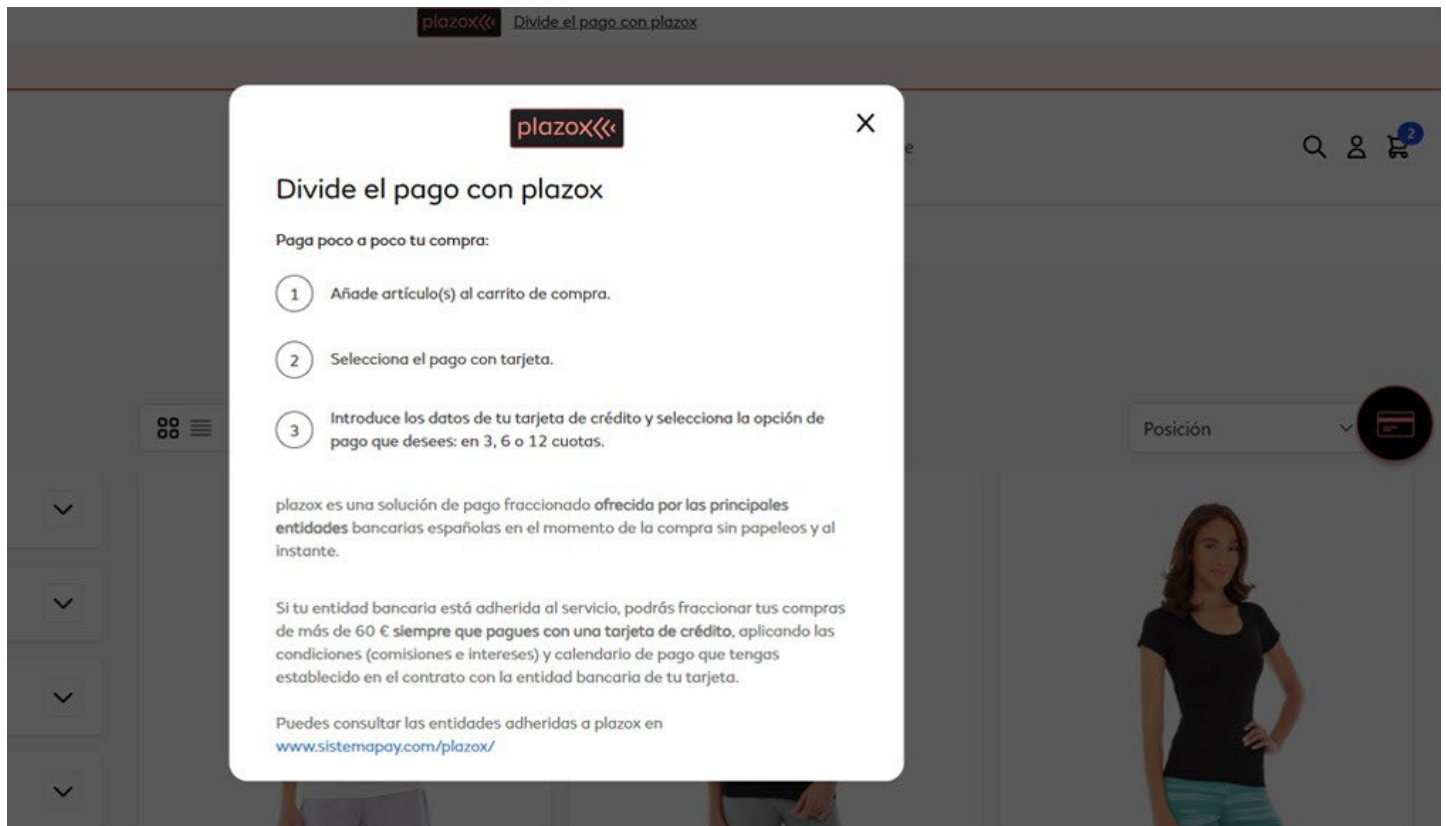 plazox
Divide el pago con plazox
plazox
X
e
2
Divide el pago con plazox
Paga poco a poco tu compra:
1 Añade artículo(s) al carrito de compra.
2 Selecciona el pago con tarjeta.
3 Introduce los datos de tu tarjeta de crédito y selecciona la opción de
pago que desees: en 3, 6 o 12 cuotas.
Posición
plazox es una solución de pago fraccionado ofrecida por las principales
entidades bancarias españolas en el momento de la compra sin papeleos y al
instante.
Si tu entidad bancaria está adherida al servicio, podrás fraccionar tus compras
de más de 60 € siempre que pagues con una tarjeta de crédito, aplicando las
condiciones (comisiones e intereses) y calendario de pago que tengas
establecido en el contrato con la entidad bancaria de tu tarjeta.
Puedes consultar las entidades adheridas a plazox en
www.sistemapay.com/plazox/